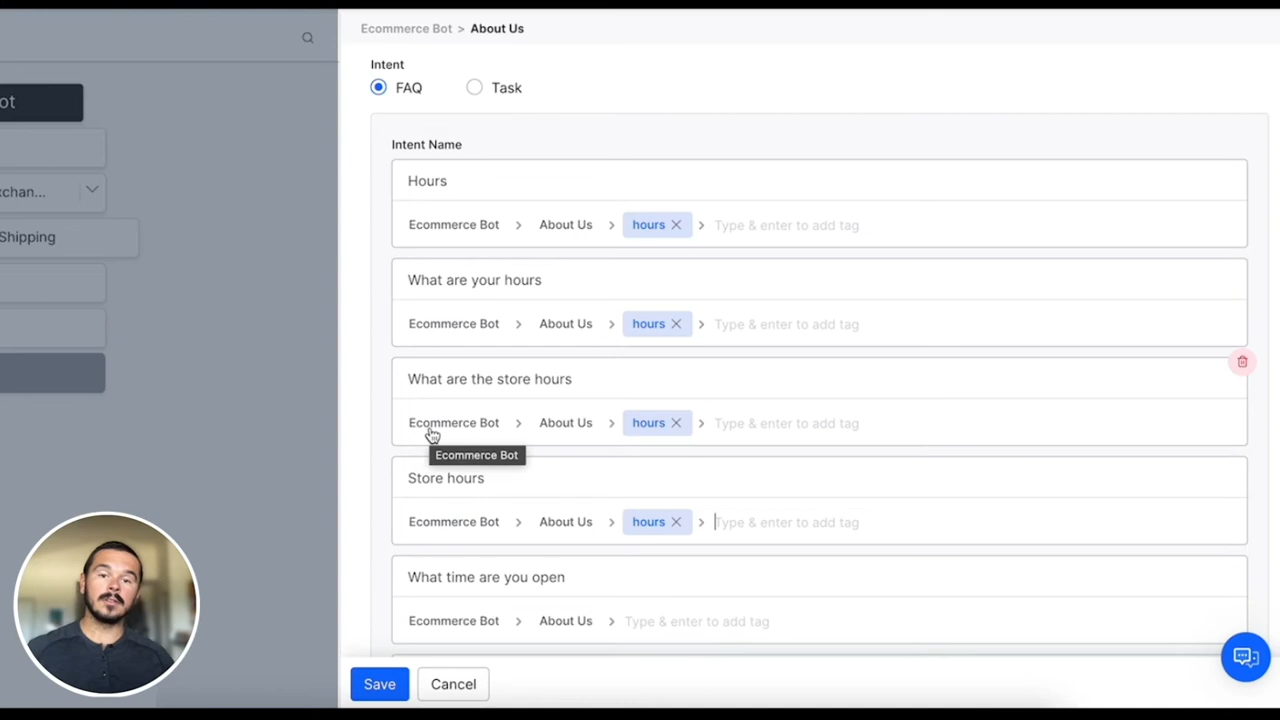 Ecommerce Bot > About Us
Intent
FAQ Task
ot
Intent Name
Hours
Ecommerce Bot > About Us > hours × > Type & enter to add tag
xchan...
Shipping
What are your hours
Ecommerce Bot > About Us > hours × > Type & enter to add tag
What are the store hours
Ecommerce Bot > About Us > hours × > Type & enter to add tag
Ecommerce Bot
Store hours
Ecommerce Bot > About Us > hours × > Type & enter to add tag
What time are you open
Ecommerce Bot > About Us > Type & enter to add tag
Save Cancel